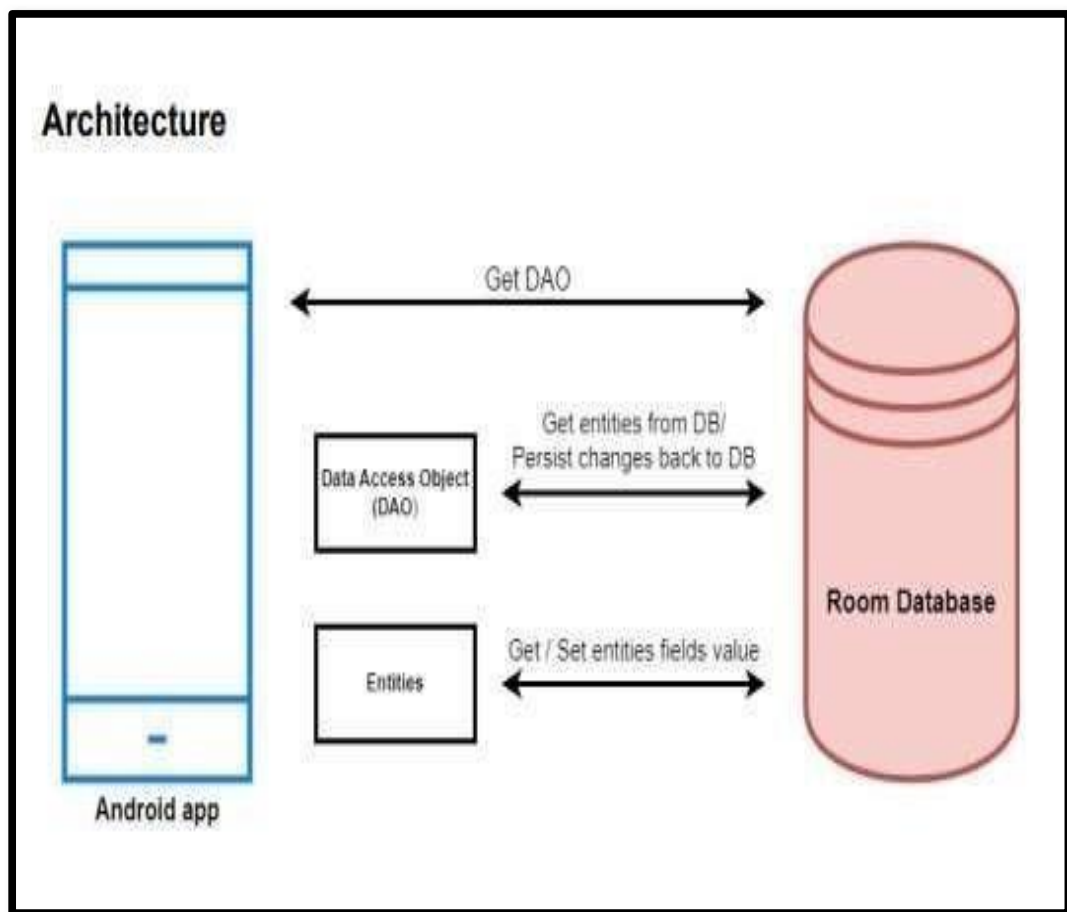 Architecture
Get DAO
Get entities from DB/
Persist changes back to DB
Data Access Object
(DAO)
Room Database
Get / Set entities fields value
Entities
Android app